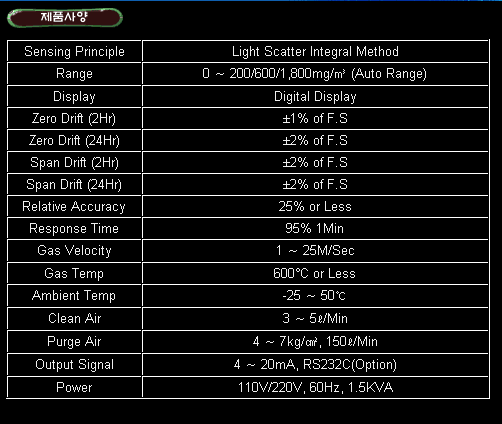 제품사양
Sensing Principle Light Scatter Integral Method
Range 0 ~ 200/600/1,800mg/㎥ (Auto Range)
Display Digital Display
Zero Drift (2Hr) ±1% of F.S
Zero Drift (24Hr) ±2% of F.S
Span Drift (2Hr) ±2% of F.S
Span Drift (24Hr) ±2% of F.S
Relative Accuracy 25% or Less
Response Time 95% 1Min
Gas Velocity 1 ~ 25M/Sec
Gas Temp 600℃ or Less
Ambient Temp -25 ~ 50℃
Clean Air 3 ~ 5ℓ/Min
Purge Air 4 ~ 7kg/㎠, 150ℓ/Min
Output Signal 4 ~ 20mA, RS232C(Option)
Power 110V/220V, 60Hz, 1.5KVA